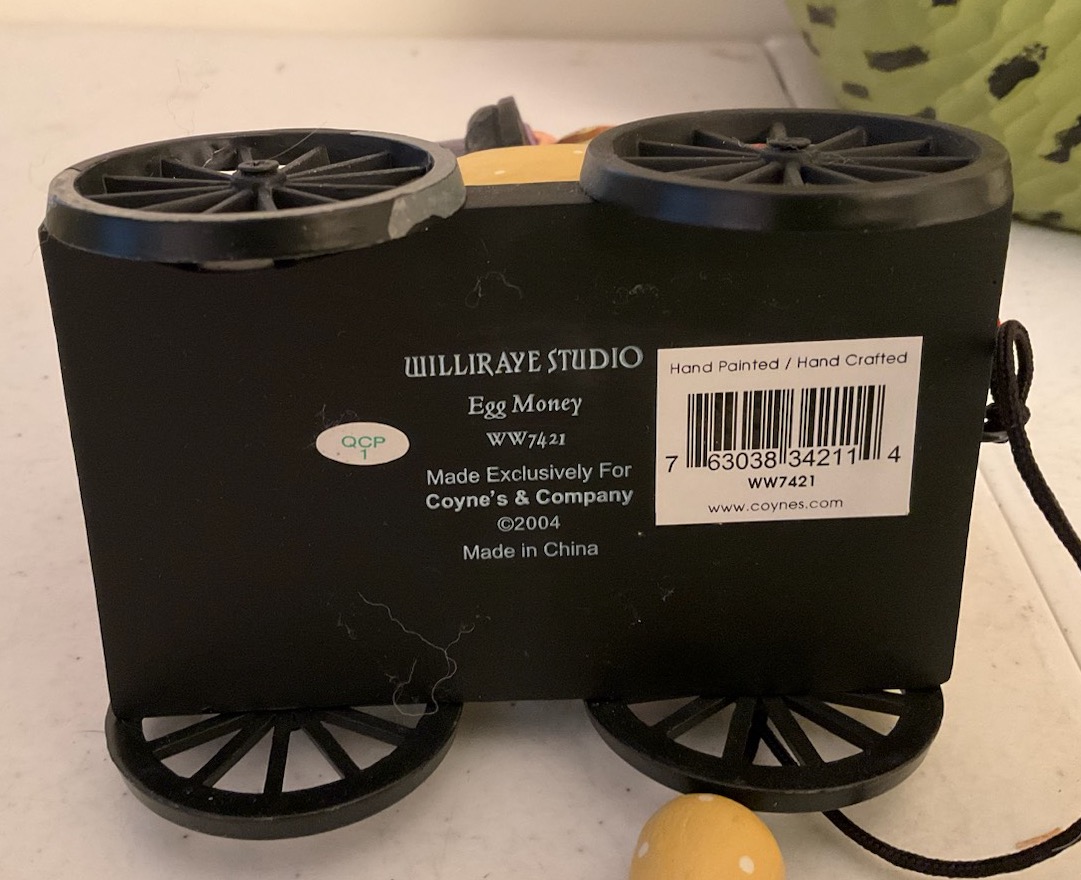 WILLIRAYE STUDIO
Egg Money
WW7421
Made Exclusively For
Coyne's & Company
©2004
Made in China
QCP
1
Hand Painted / Hand Crafted
7 63038 34211 4
WW7421
www.coynes.com